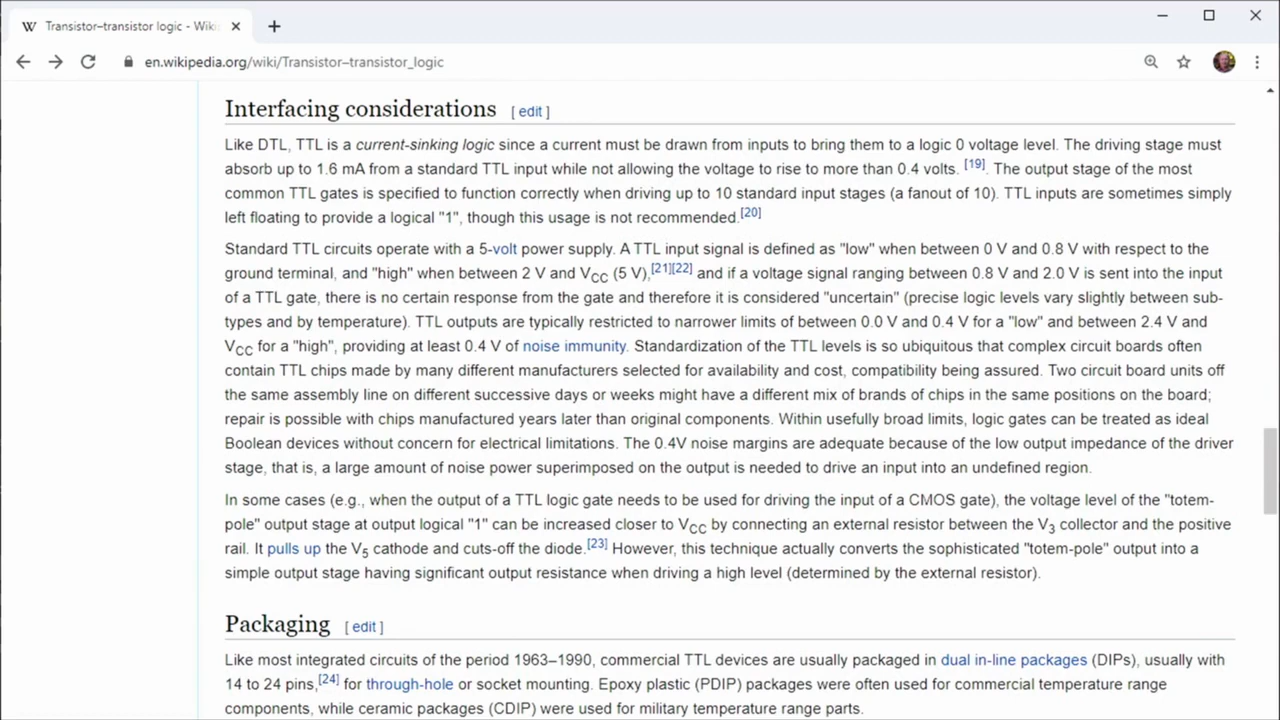 Transistor–transistor logic - Wiki
en.wikipedia.org/wiki/Transistor–transistor_logic
Interfacing considerations [ edit ]
Like DTL, TTL is a current-sinking logic since a current must be drawn from inputs to bring them to a logic 0 voltage level. The driving stage must
absorb up to 1.6 mA from a standard TTL input while not allowing the voltage to rise to more than 0.4 volts. [19]. The output stage of the most
common TTL gates is specified to function correctly when driving up to 10 standard input stages (a fanout of 10). TTL inputs are sometimes simply
left floating to provide a logical "1", though this usage is not recommended.[20]
Standard TTL circuits operate with a 5-volt power supply. A TTL input signal is defined as "low" when between 0 V and 0.8 V with respect to the
ground terminal, and "high" when between 2 V and VCC (5 V),[21][22] and if a voltage signal ranging between 0.8 V and 2.0 V is sent into the input
of a TTL gate, there is no certain response from the gate and therefore it is considered "uncertain" (precise logic levels vary slightly between sub-
types and by temperature). TTL outputs are typically restricted to narrower limits of between 0.0 V and 0.4 V for a "low" and between 2.4 V and
VCC for a "high", providing at least 0.4 V of noise immunity. Standardization of the TTL levels is so ubiquitous that complex circuit boards often
contain TTL chips made by many different manufacturers selected for availability and cost, compatibility being assured. Two circuit board units off
the same assembly line on different successive days or weeks might have a different mix of brands of chips in the same positions on the board;
repair is possible with chips manufactured years later than original components. Within usefully broad limits, logic gates can be treated as ideal
Boolean devices without concern for electrical limitations. The 0.4V noise margins are adequate because of the low output impedance of the driver
stage, that is, a large amount of noise power superimposed on the output is needed to drive an input into an undefined region.
In some cases (e.g., when the output of a TTL logic gate needs to be used for driving the input of a CMOS gate), the voltage level of the "totem-
pole" output stage at output logical "1" can be increased closer to VCC by connecting an external resistor between the V3 collector and the positive
rail. It pulls up the V5 cathode and cuts-off the diode.[23] However, this technique actually converts the sophisticated "totem-pole" output into a
simple output stage having significant output resistance when driving a high level (determined by the external resistor).
Packaging [ edit ]
Like most integrated circuits of the period 1963–1990, commercial TTL devices are usually packaged in dual in-line packages (DIPs), usually with
14 to 24 pins,[24] for through-hole or socket mounting. Epoxy plastic (PDIP) packages were often used for commercial temperature range
components, while ceramic packages (CDIP) were used for military temperature range parts.